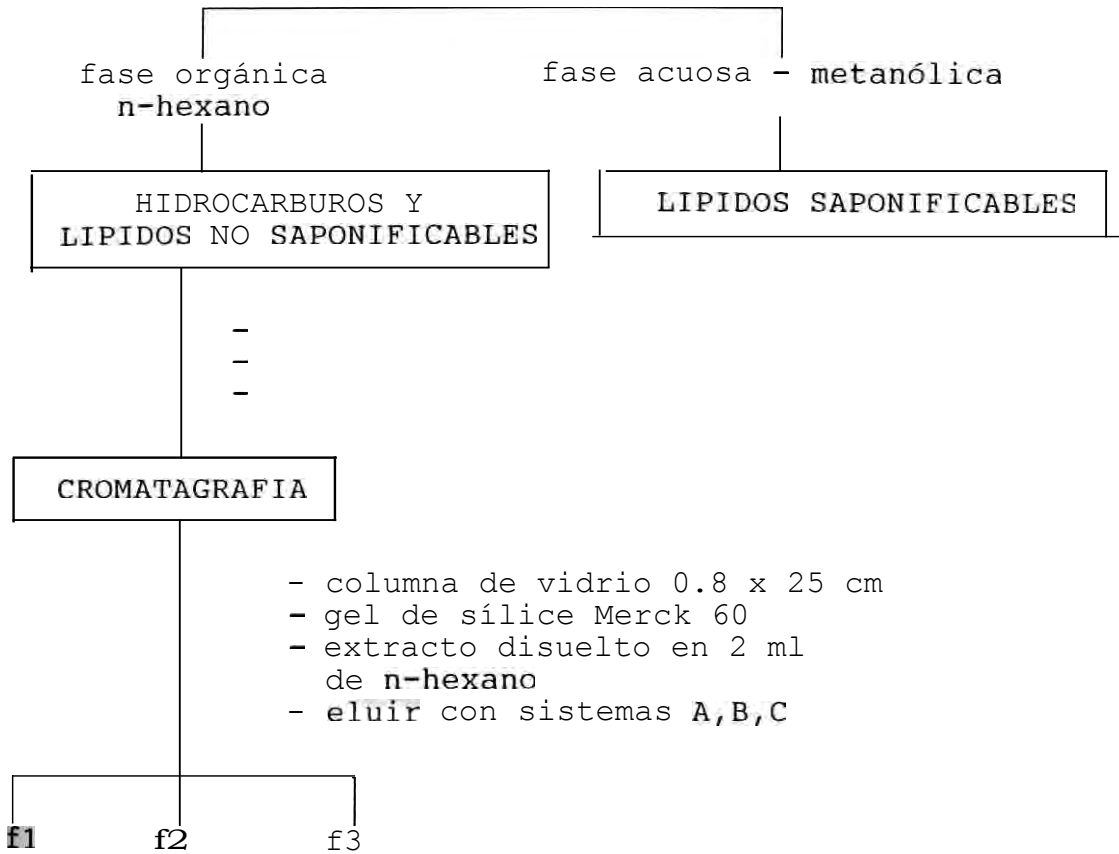 fase orgánica
n-hexano
fase acuosa - metanólica
HIDROCARBUROS Y
LIPIDOS NO SAPONIFICABLES
LIPIDOS SAPONIFICABLES
-
-
-
CROMATAGRAFIA
- columna de vidrio 0.8 x 25 cm
- gel de sílice Merck 60
- extracto disuelto en 2 ml
de n-hexano
- eluir con sistemas A,B,C
f1 f2 f3